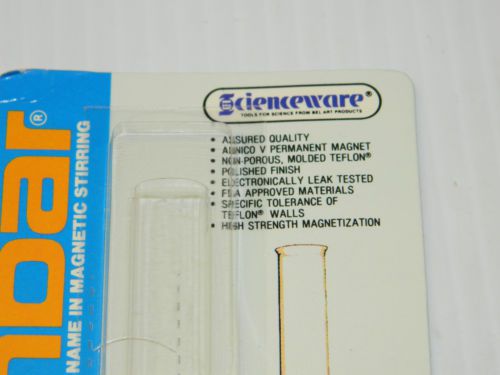 Scienceware®
TOOLS FOR SCIENCE FROM BEL-ART PRODUCTS
• ASSURED QUALITY
• ALNICO V PERMANENT MAGNET
• NON-POROUS, MOLDED TEFLON®
• POLISHED FINISH
• ELECTRONICALLY LEAK TESTED
• FDA APPROVED MATERIALS
• SPECIFIC TOLERANCE OF
TEFLON® WALLS
• HIGH STRENGTH MAGNETIZATION
nbar®
NAME IN MAGNETIC STIRRING